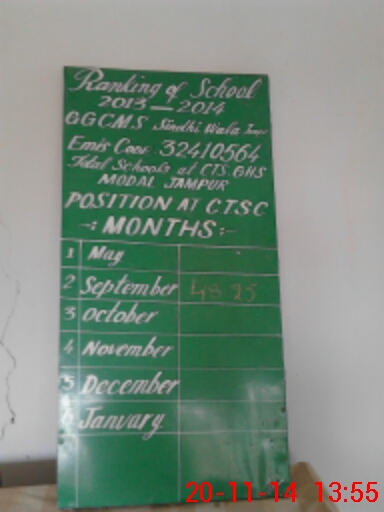 Ranking of School
2013 — 2014
GGCMS Sindhi Wala
Emis Code 32410564
Total Schools at CTS. GHS
MODAL JAMPUR
POSITION AT CTSC
-: MONTHS :-
1 May
2 September 48 25
3 October
4 November
5 December
January
20-11-14 13:55